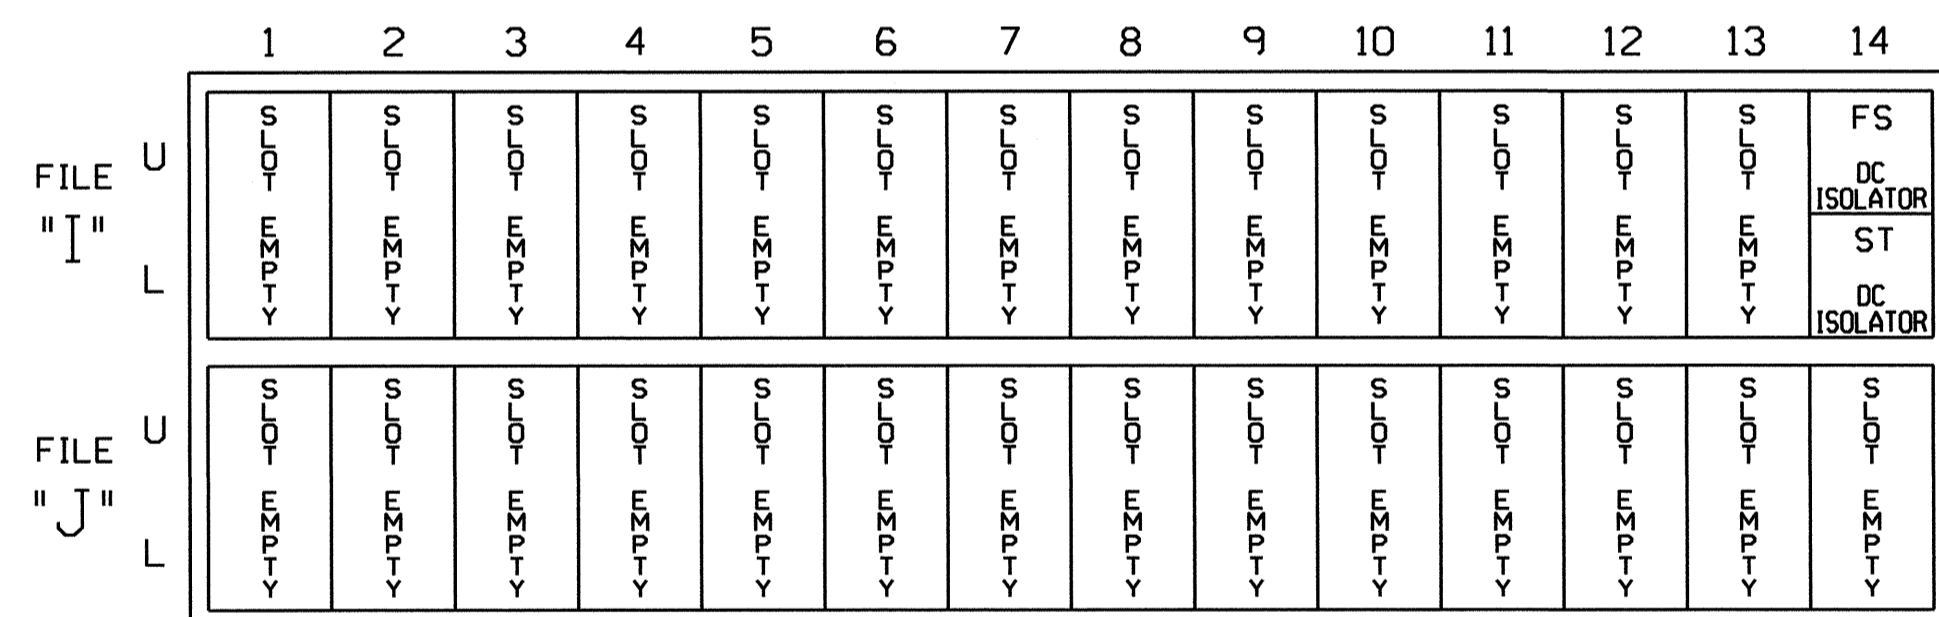 1 2 3 4 5 6 7 8 9 10 11 12 13 14
FILE "I"
U
L
SLOT EMPTY SLOT EMPTY SLOT EMPTY SLOT EMPTY SLOT EMPTY SLOT EMPTY SLOT EMPTY SLOT EMPTY SLOT EMPTY SLOT EMPTY SLOT EMPTY SLOT EMPTY SLOT EMPTY
FS
DC
ISOLATOR
ST
DC
ISOLATOR
FILE "J"
U
L
SLOT EMPTY SLOT EMPTY SLOT EMPTY SLOT EMPTY SLOT EMPTY SLOT EMPTY SLOT EMPTY SLOT EMPTY SLOT EMPTY SLOT EMPTY SLOT EMPTY SLOT EMPTY SLOT EMPTY SLOT EMPTY